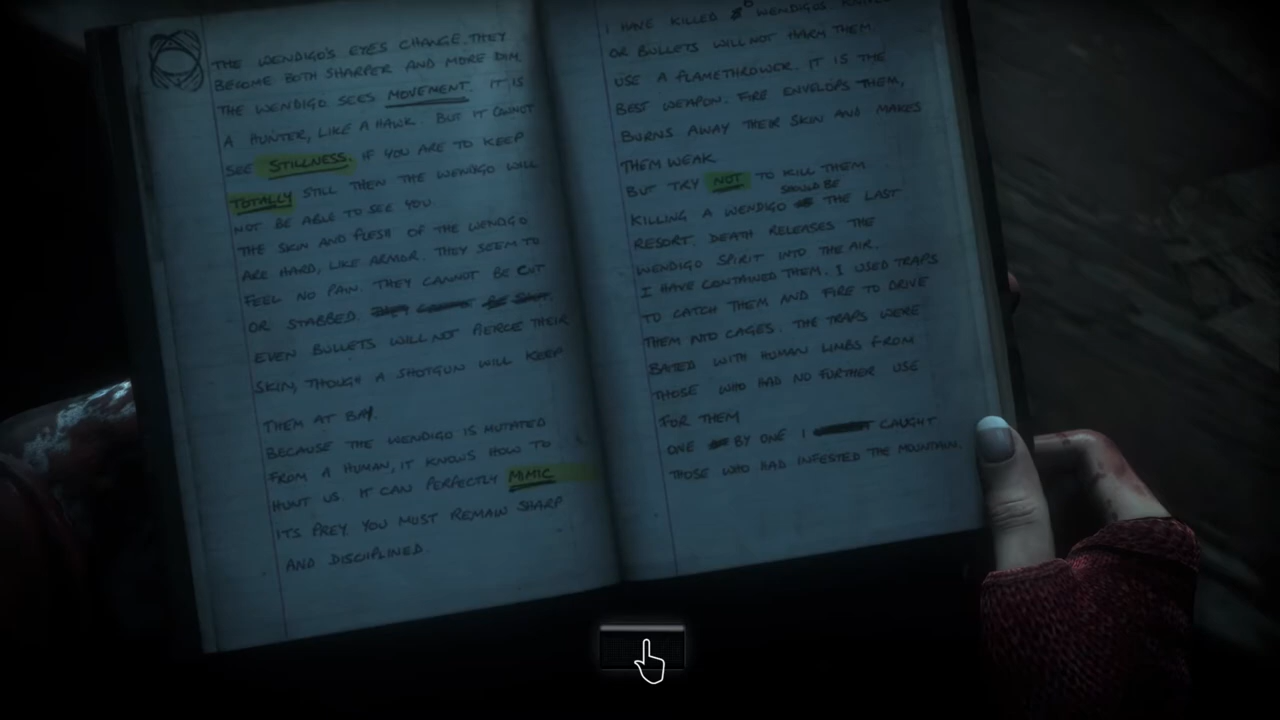 THE WENDIGO'S EYES CHANGE. THEY
BECOME BOTH SHARPER AND MORE DIM
THE WENDIGO SEES MOVEMENT. IT IS
A HUNTER, LIKE A HAWK. BUT IT CANNOT
SEE STILLNESS. IF YOU ARE TO KEEP
TOTALLY STILL THEN THE WENDIGO WILL
NOT BE ABLE TO SEE YOU.
THE SKIN AND FLESH OF THE WENDIGO
ARE HARD, LIKE ARMOR. THEY SEEM TO
FEEL NO PAIN. THEY CANNOT BE CUT
OR STABBED. THEY CANNOT BE SHOT.
EVEN BULLETS WILL NOT PIERCE THEIR
SKIN, THOUGH A SHOTGUN WILL KEEP
THEM AT BAY.
BECAUSE THE WENDIGO IS MUTATED
FROM A HUMAN, IT KNOWS HOW TO
HUNT US. IT CAN PERFECTLY MIMIC
ITS PREY YOU MUST REMAIN SHARP
AND DISCIPLINED.
I HAVE KILLED WENDIGOS. KNIVES
OR BULLETS WILL NOT HARM THEM.
USE A FLAMETHROWER. IT IS THE
BEST WEAPON. FIRE ENVELOPS THEM,
BURNS AWAY THEIR SKIN AND MAKES
THEM WEAK
BUT TRY NOT TO KILL THEM
SHOULD BE
KILLING A WENDIGO THE LAST
RESORT. DEATH RELEASES THE
WENDIGO SPIRIT INTO THE AIR.
I HAVE CONTAINED THEM. I USED TRAPS
TO CATCH THEM AND FIRE TO DRIVE
THEM INTO CAGES. THE TRAPS WERE
BAITED WITH HUMAN LIMBS FROM
THOSE WHO HAD NO FURTHER USE
FOR THEM
ONE BY ONE I CAUGHT
THOSE WHO HAD INFESTED THE MOUNTAIN.